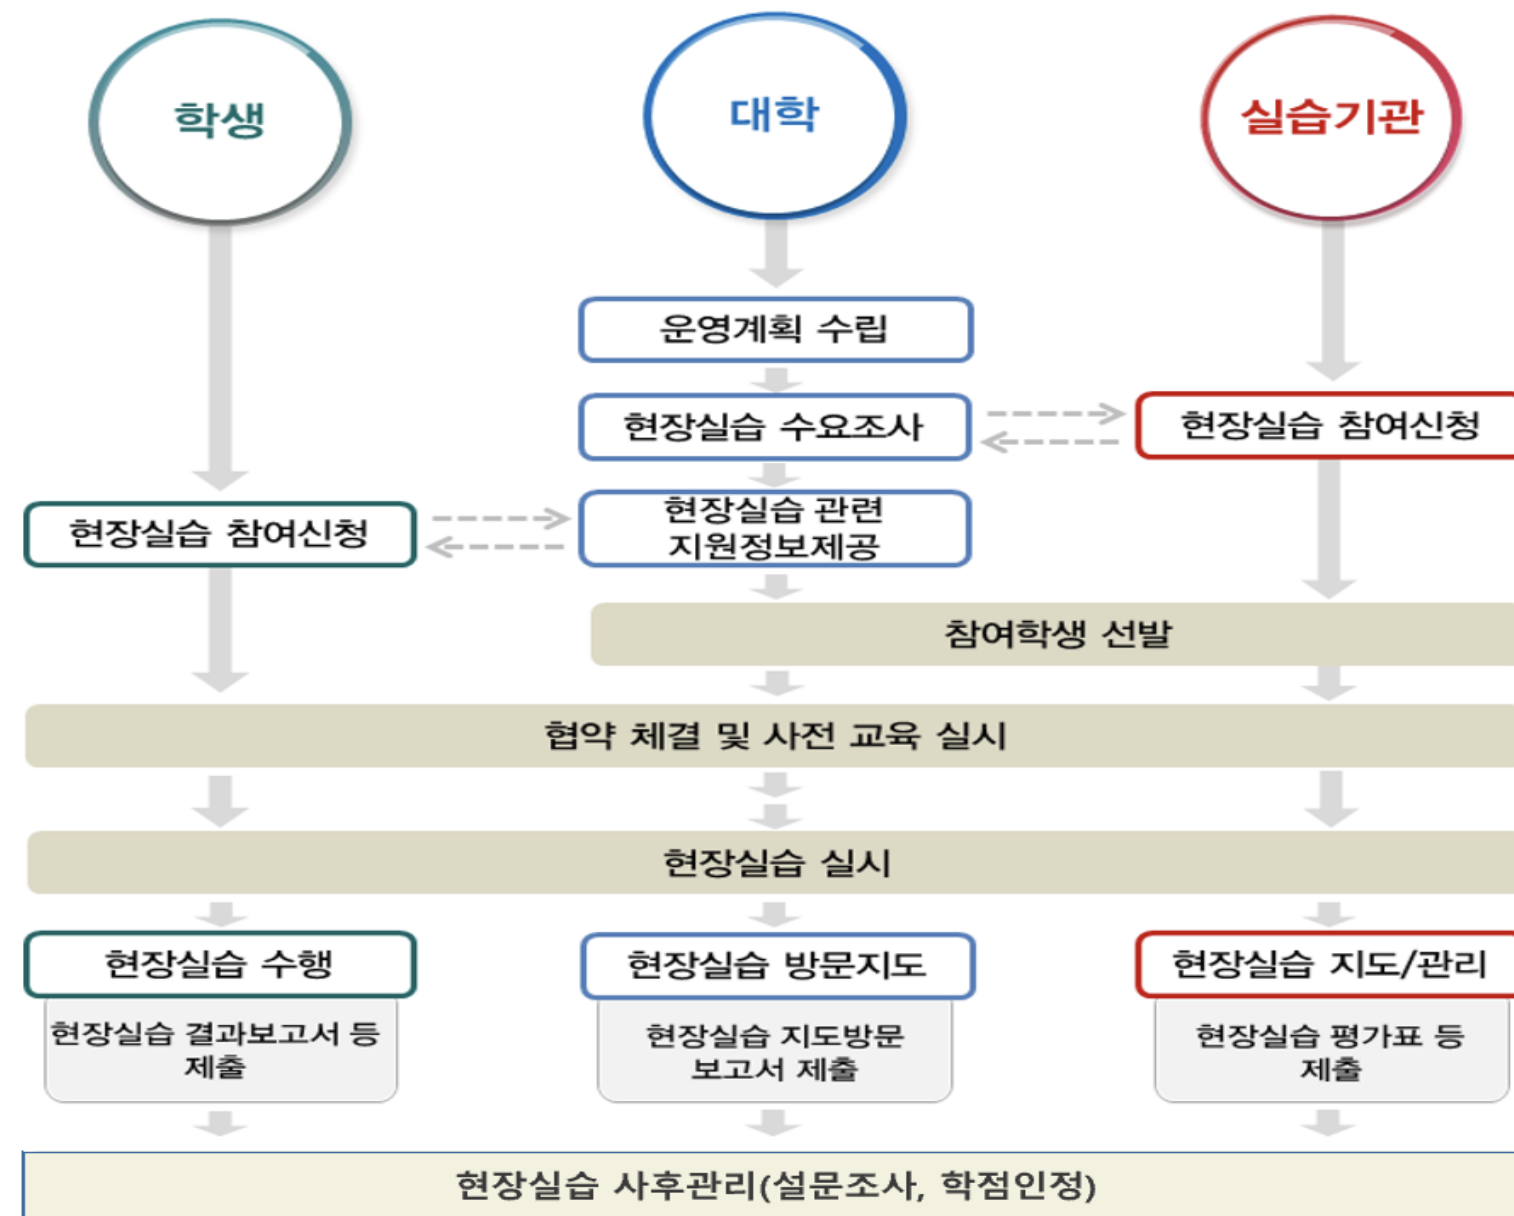 학생
대학
실습기관
운영계획 수립
현장실습 수요조사
현장실습 참여신청
현장실습 참여신청
현장실습 관련
지원정보제공
참여학생 선발
협약 체결 및 사전 교육 실시
현장실습 실시
현장실습 수행
현장실습 방문지도
현장실습 지도/관리
현장실습 결과보고서 등
제출
현장실습 지도방문
보고서 제출
현장실습 평가표 등
제출
현장실습 사후관리(설문조사, 학점인정)